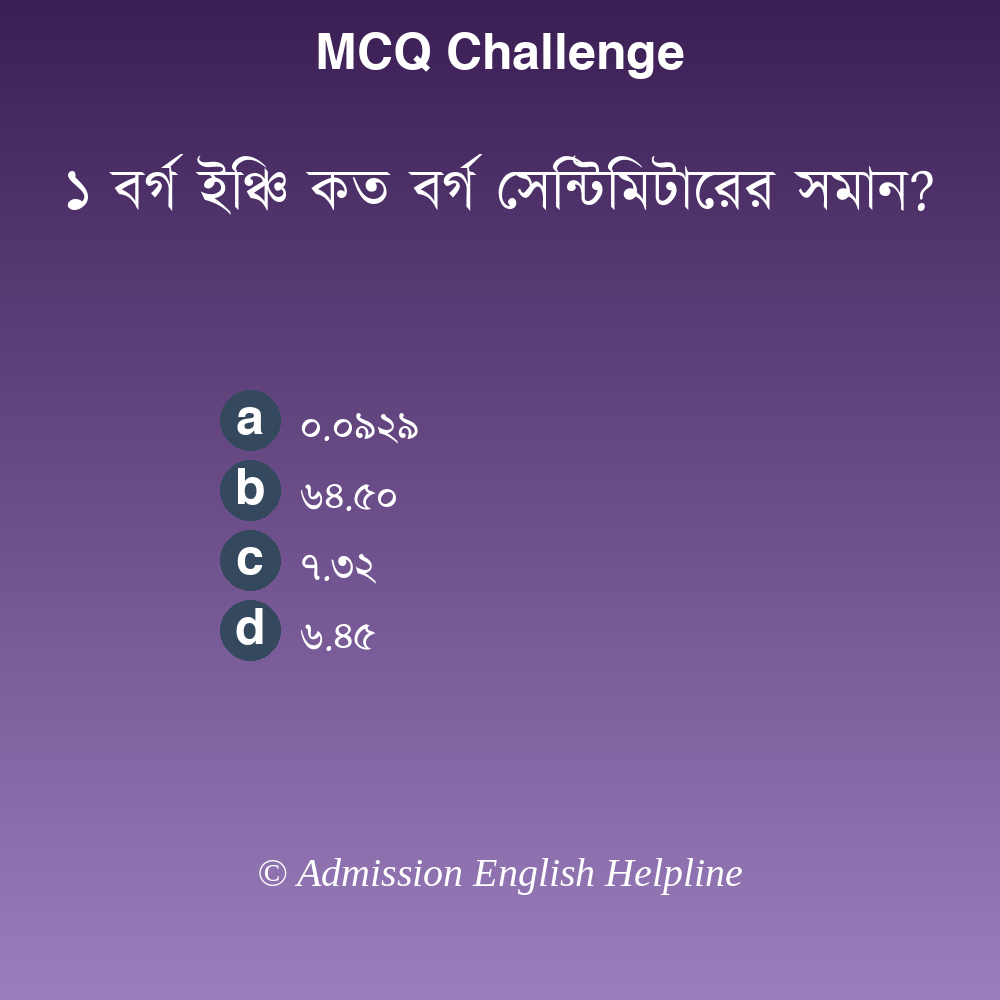 MCQ Challenge
১ বর্গ ইঞ্চি কত বর্গ সেন্টিমিটারের সমান?
a ০.০৯২৯
b ৬৪.৫০
c ৭.৩২
d ৬.৪৫
© Admission English Helpline